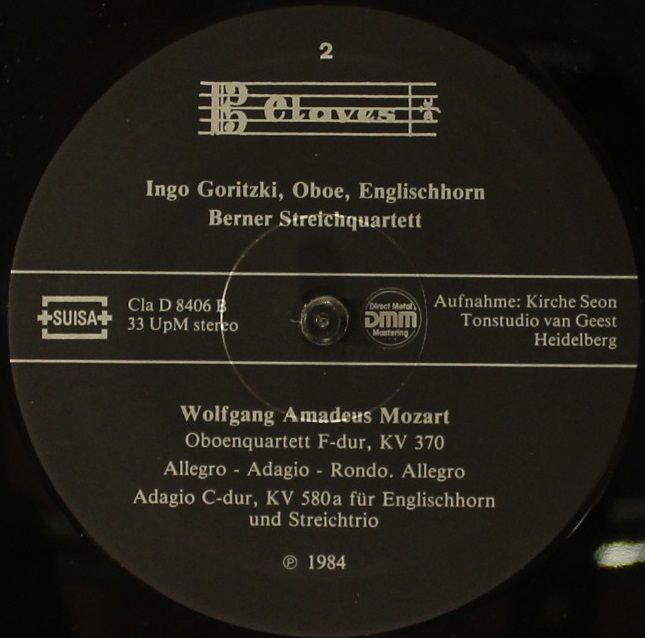 2
Claves
Ingo Goritzki, Oboe, Englischhorn
Berner Streichquartett
SUISA
Cla D 8406 B
33 UpM stereo
Direct Metal
DMM
Mastering
Aufnahme: Kirche Seon
Tonstudio van Geest
Heidelberg
Wolfgang Amadeus Mozart
Oboenquartett F-dur, KV 370
Allegro - Adagio - Rondo. Allegro
Adagio C-dur, KV 580a für Englischhorn
und Streichtrio
℗ 1984